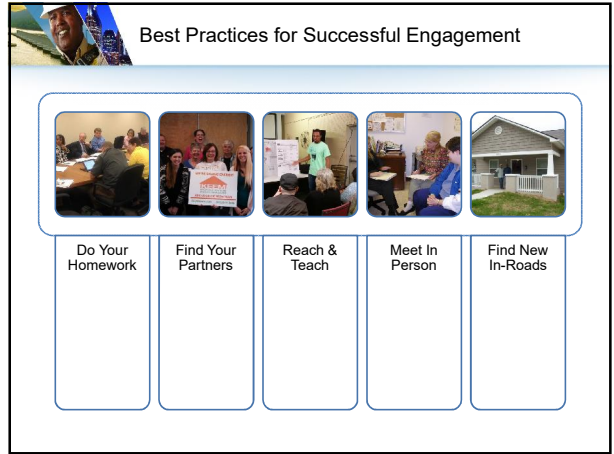 Best Practices for Successful Engagement
KEEM
Do Your
Homework
Find Your
Partners
Reach &
Teach
Meet In
Person
Find New
In-Roads